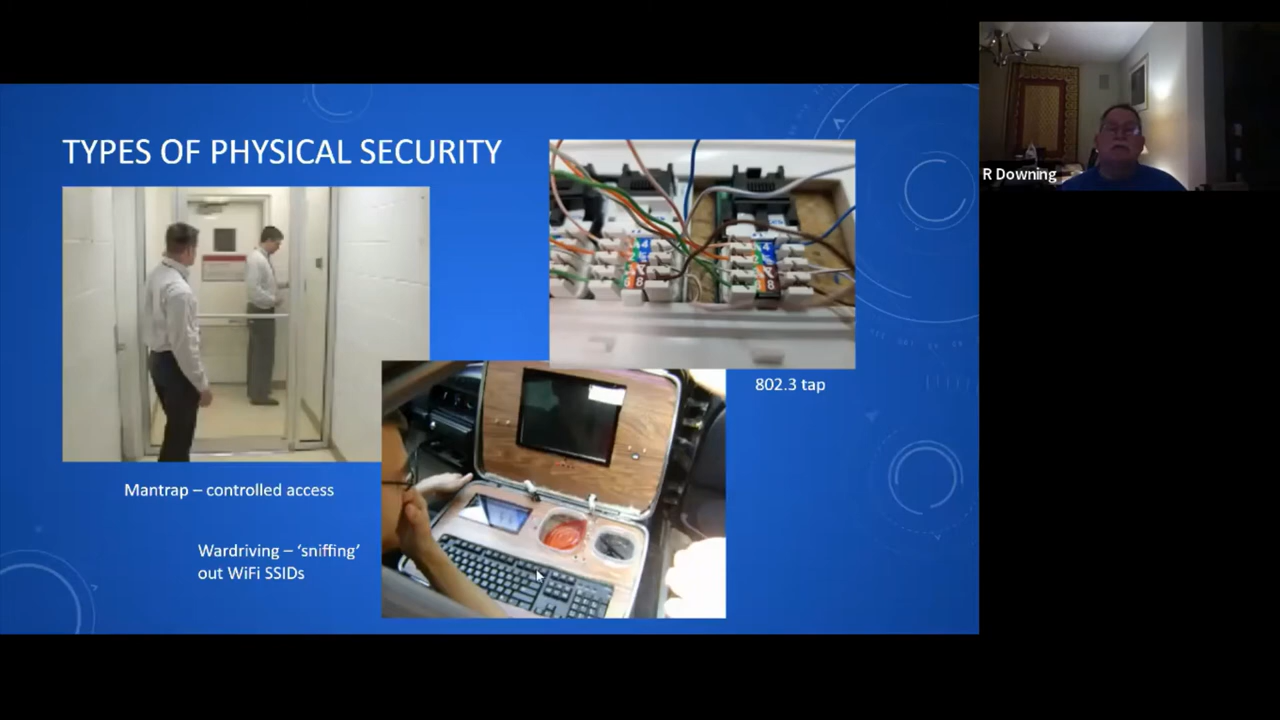 TYPES OF PHYSICAL SECURITY
R Downing
802.3 tap
Mantrap – controlled access
Wardriving – ‘sniffing’
out WiFi SSIDs